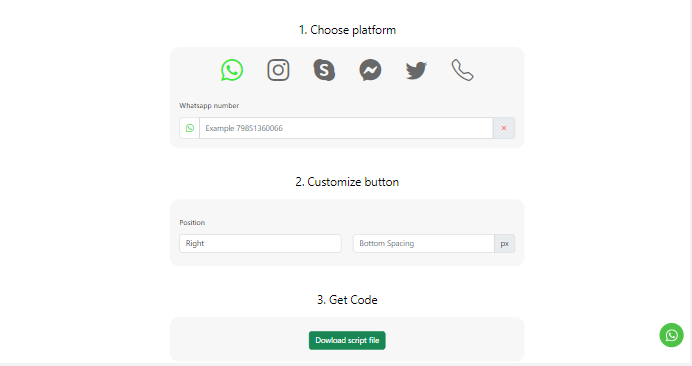 1. Choose platform
Whatsapp number
Example 79851360066
×
2. Customize button
Position
Right
Bottom Spacing
px
3. Get Code
Dowload script file